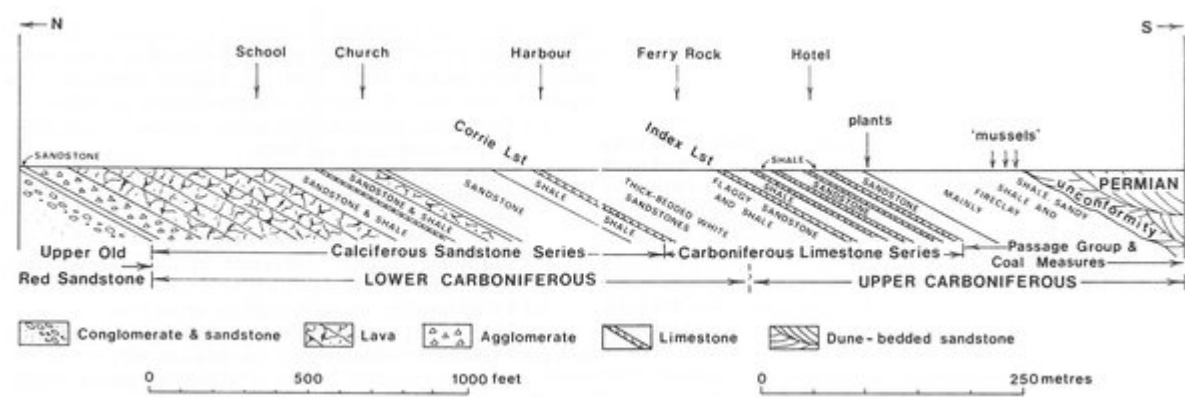 N S
School Church Harbour Ferry Rock Hotel
plants 'mussels'
Corrie Lst Index Lst
SANDSTONE SHALE
PERMIAN
SANDSTONE & SHALE
SANDSTONE & SHALE
SANDSTONE
SHALE
THICK-BEDDED WHITE
SANDSTONES
FLAGGY SANDSTONE
AND SHALE
SHALE
SANDSTONE
SHALE
SANDSTONE
MAINLY
FIRECLAY
SHALE AND
SHALE, SANDY
unconformity
Upper Old Calciferous Sandstone Series Carboniferous Limestone Series Passage Group &
Coal Measures
Red Sandstone LOWER CARBONIFEROUS UPPER CARBONIFEROUS
Conglomerate & sandstone Lava Agglomerate Limestone Dune-bedded sandstone
0 500 1000 feet 0 250 metres